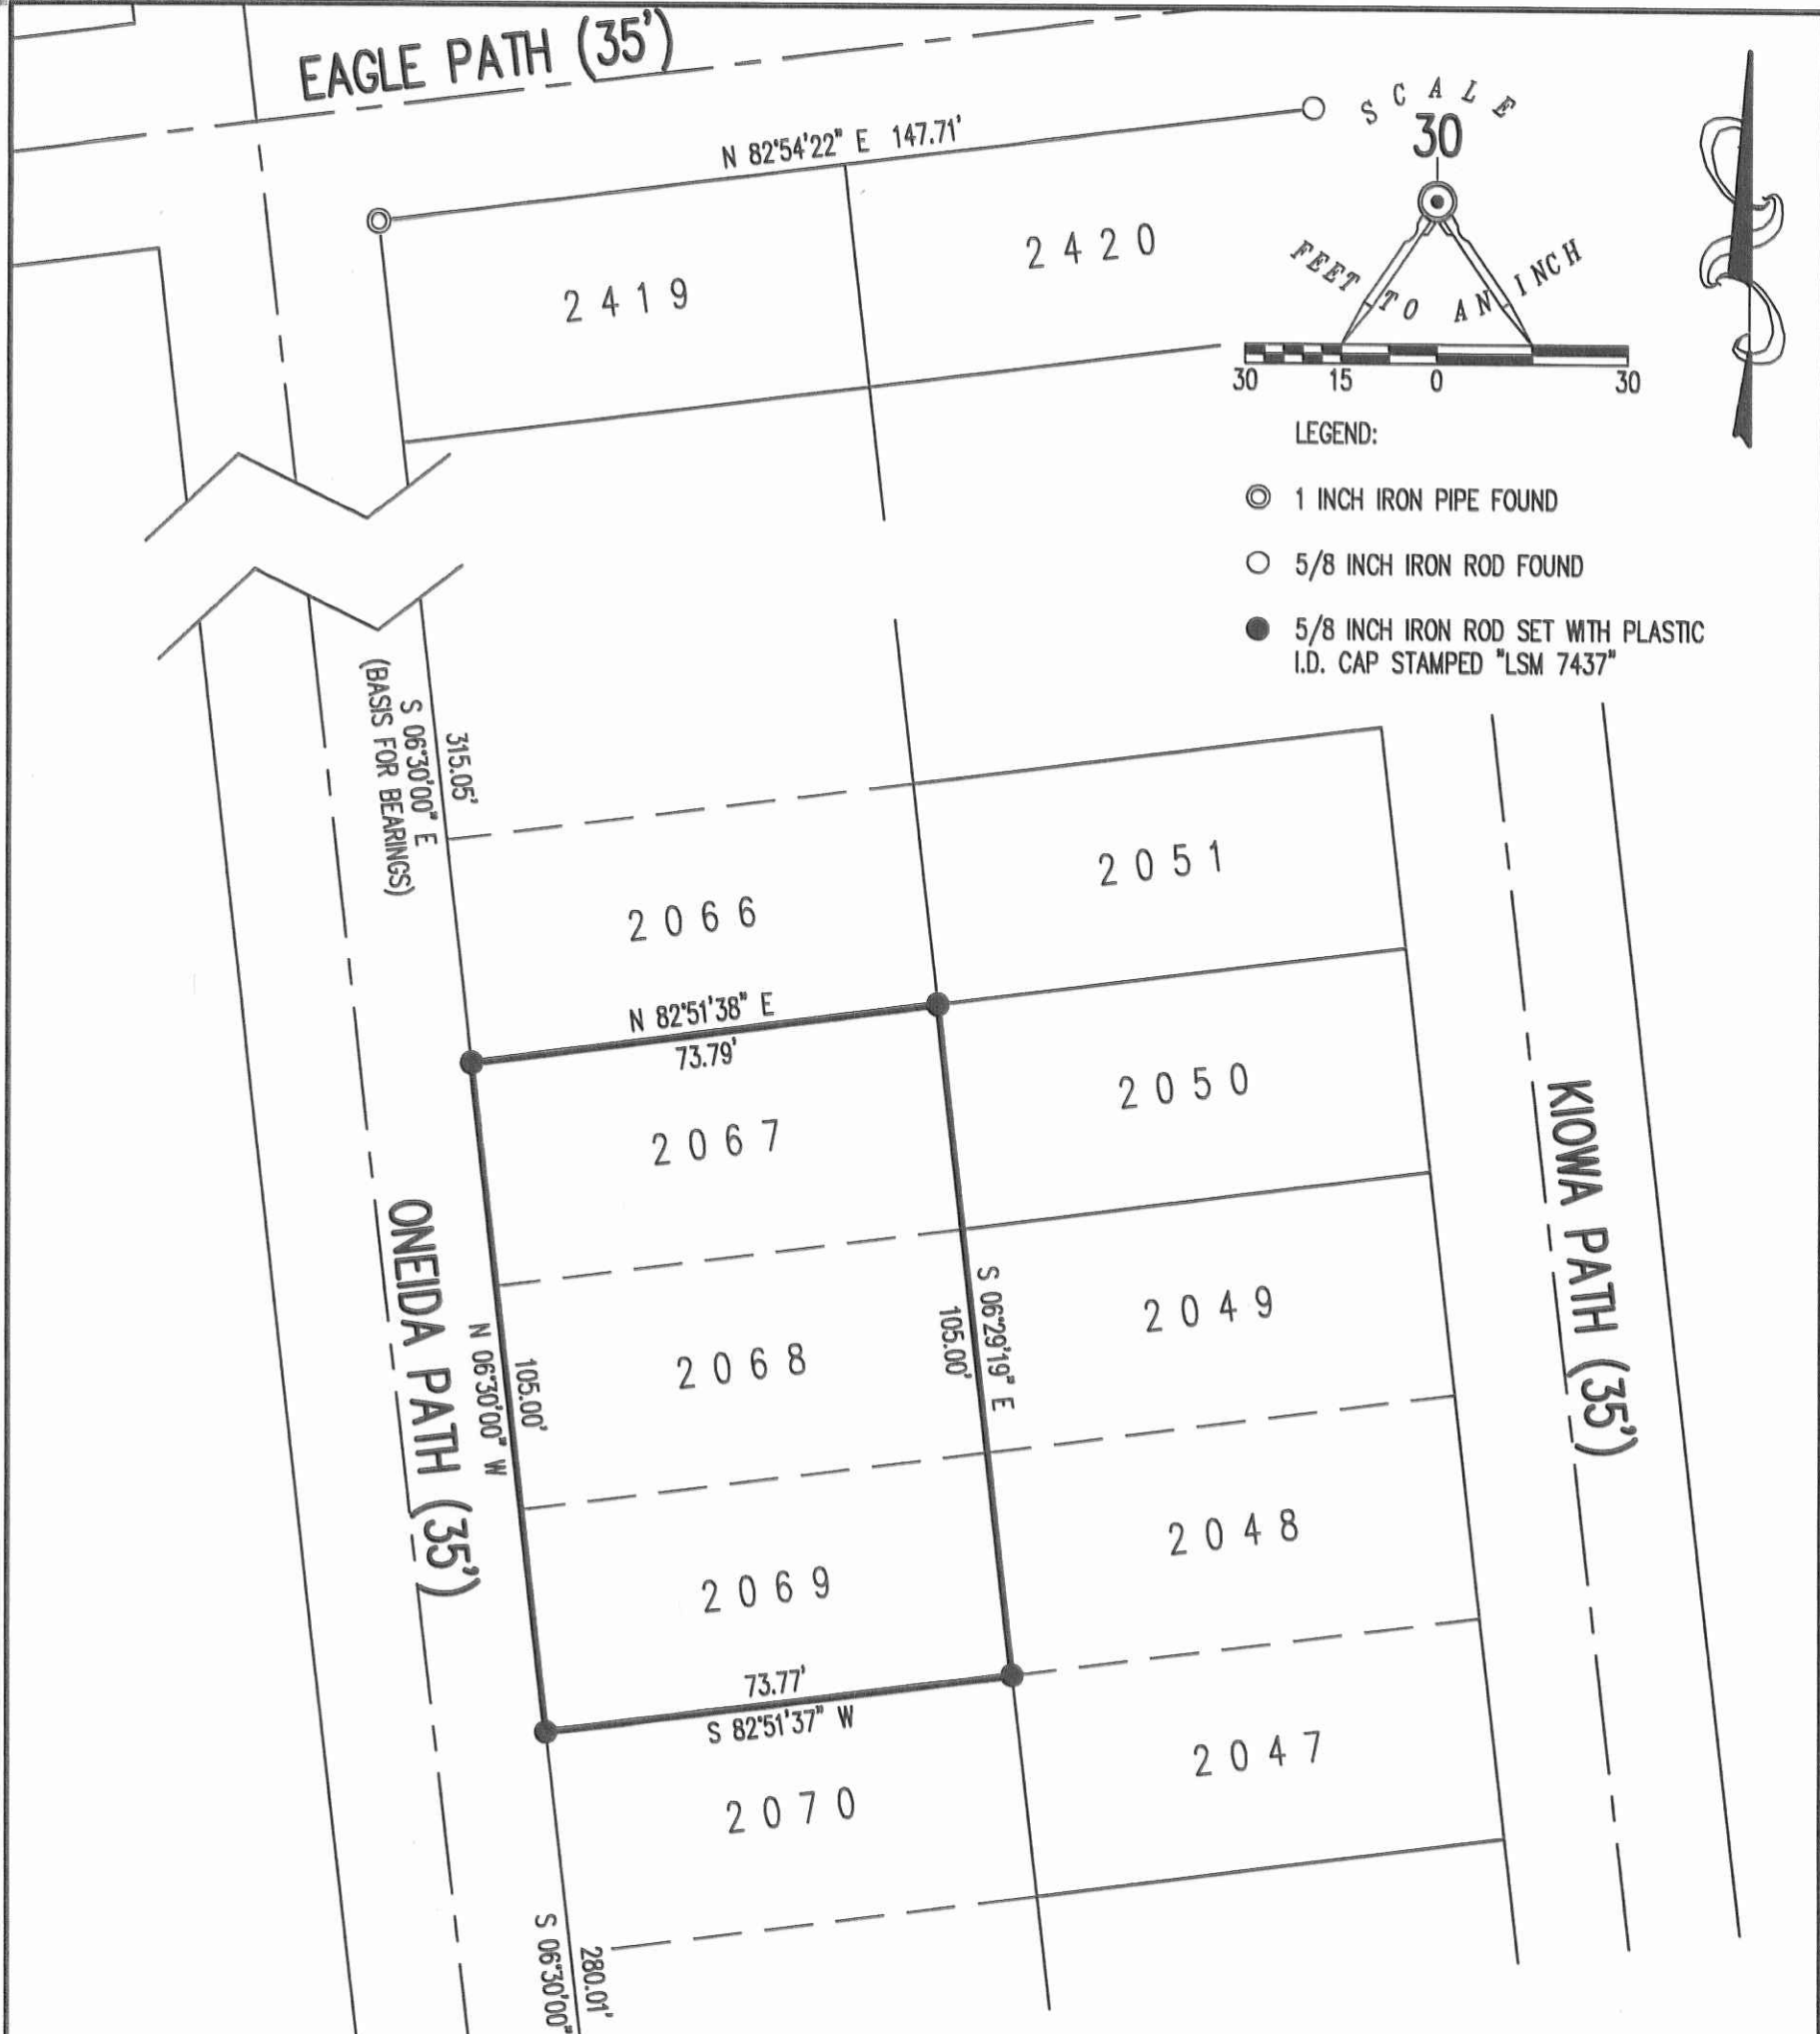 EAGLE PATH (35')
N 82°54'22" E 147.71'
SCALE
30
FEET TO AN INCH
30 15 0 30
2419
2420
LEGEND:
1 INCH IRON PIPE FOUND
5/8 INCH IRON ROD FOUND
5/8 INCH IRON ROD SET WITH PLASTIC
I.D. CAP STAMPED "LSM 7437"
315.05'
S 06°30'00" E
(BASIS FOR BEARINGS)
2066
2051
N 82°51'38" E
73.79'
2067
2050
ONEIDA PATH (35')
KIOWA PATH (35')
105.00'
N 06°30'00" W
S 06°29'19" E
105.00'
2068
2049
2069
2048
73.77'
S 82°51'37" W
2070
2047
280.01'
S 06°30'00"